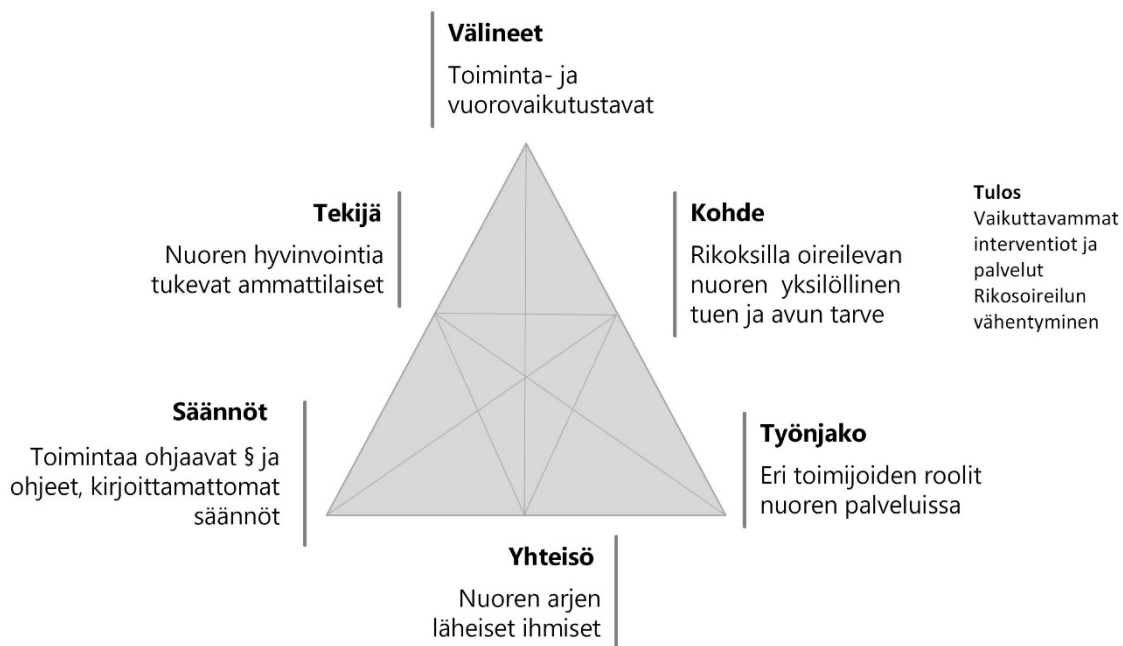 Välineet
Toiminta- ja
vuorovaikutustavat
Tekijä
Nuoren hyvinvointia
tukevat ammattilaiset
Kohde
Rikoksilla oireilevan
nuoren yksilöllinen
tuen ja avun tarve
Tulos
Vaikuttavammat
interventiot ja
palvelut
Rikosoireilun
vähentyminen
Säännöt
Toimintaa ohjaavat § ja
ohjeet, kirjoittamattomat
säännöt
Työnjako
Eri toimijoiden roolit
nuoren palveluissa
Yhteisö
Nuoren arjen
läheiset ihmiset